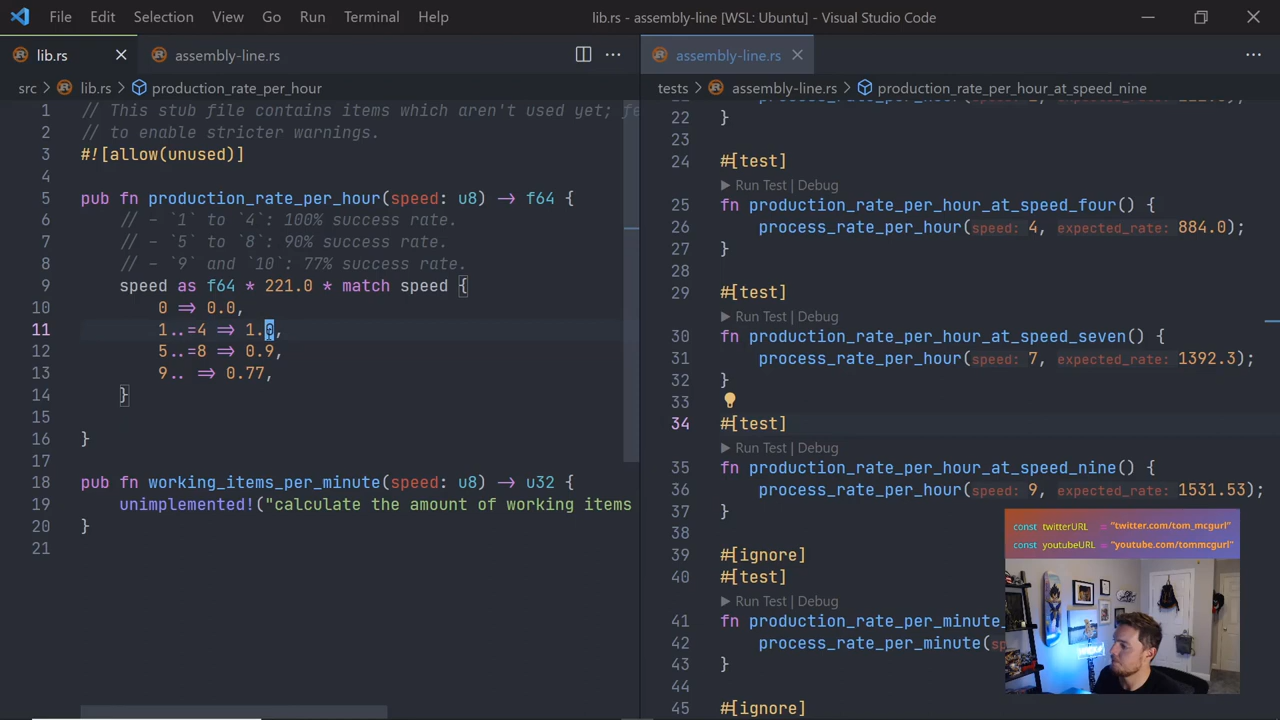 File Edit Selection View Go Run Terminal Help
lib.rs - assembly-line [WSL: Ubuntu] - Visual Studio Code
lib.rs
assembly-line.rs
src > lib.rs > production_rate_per_hour
1 // This stub file contains items which aren't used yet; fe
2 // to enable stricter warnings.
3 #![allow(unused)]
4
5 pub fn production_rate_per_hour(speed: u8) -> f64 {
6 // - `1` to `4`: 100% success rate.
7 // - `5` to `8`: 90% success rate.
8 // - `9` and `10`: 77% success rate.
9 speed as f64 * 221.0 * match speed {
10 0 => 0.0,
11 1..=4 => 1.0,
12 5..=8 => 0.9,
13 9.. => 0.77,
14 }
15
16 }
17
18 pub fn working_items_per_minute(speed: u8) -> u32 {
19 unimplemented!("calculate the amount of working items
20 }
21
assembly-line.rs
tests > assembly-line.rs > production_rate_per_hour_at_speed_nine
22 }
23
24 #[test]
Run Test | Debug
25 fn production_rate_per_hour_at_speed_four() {
26 process_rate_per_hour(speed: 4, expected_rate: 884.0);
27 }
28
29 #[test]
Run Test | Debug
30 fn production_rate_per_hour_at_speed_seven() {
31 process_rate_per_hour(speed: 7, expected_rate: 1392.3);
32 }
33
34 #[test]
Run Test | Debug
35 fn production_rate_per_hour_at_speed_nine() {
36 process_rate_per_hour(speed: 9, expected_rate: 1531.53);
37 }
38
39 #[ignore]
40 #[test]
Run Test | Debug
41 fn production_rate_per_minute_
42 process_rate_per_minute(
43 }
44
45 #[ignore]
const twitterURL = "twitter.com/tom_mcgurl"
const youtubeURL = "youtube.com/tommcgurl"